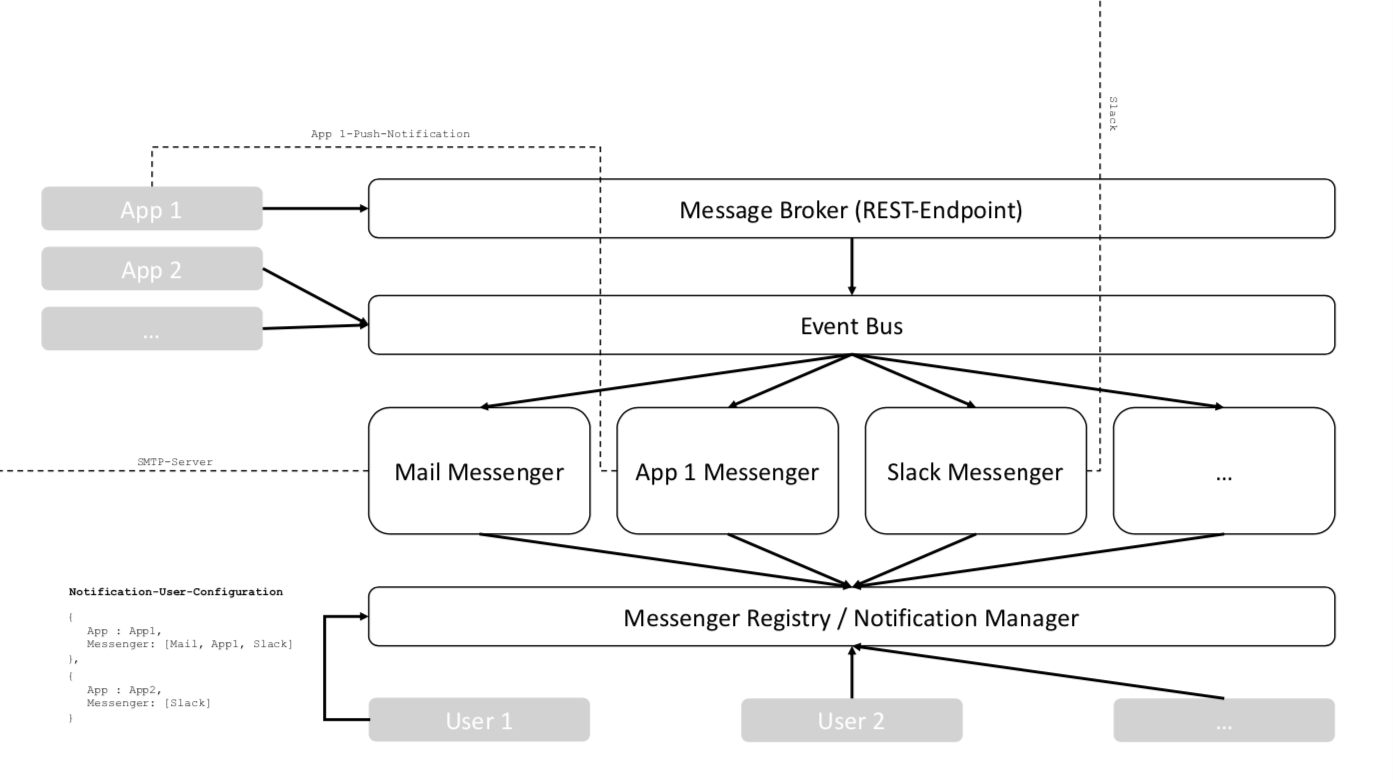 Slack
App 1-Push-Notification
App 1
Message Broker (REST-Endpoint)
App 2
...
Event Bus
SMTP-Server
Mail Messenger
App 1 Messenger
Slack Messenger
...
Notification-User-Configuration
{
App : App1,
Messenger: [Mail, App1, Slack]
},
{
App : App2,
Messenger: [Slack]
}
Messenger Registry / Notification Manager
User 1
User 2
...